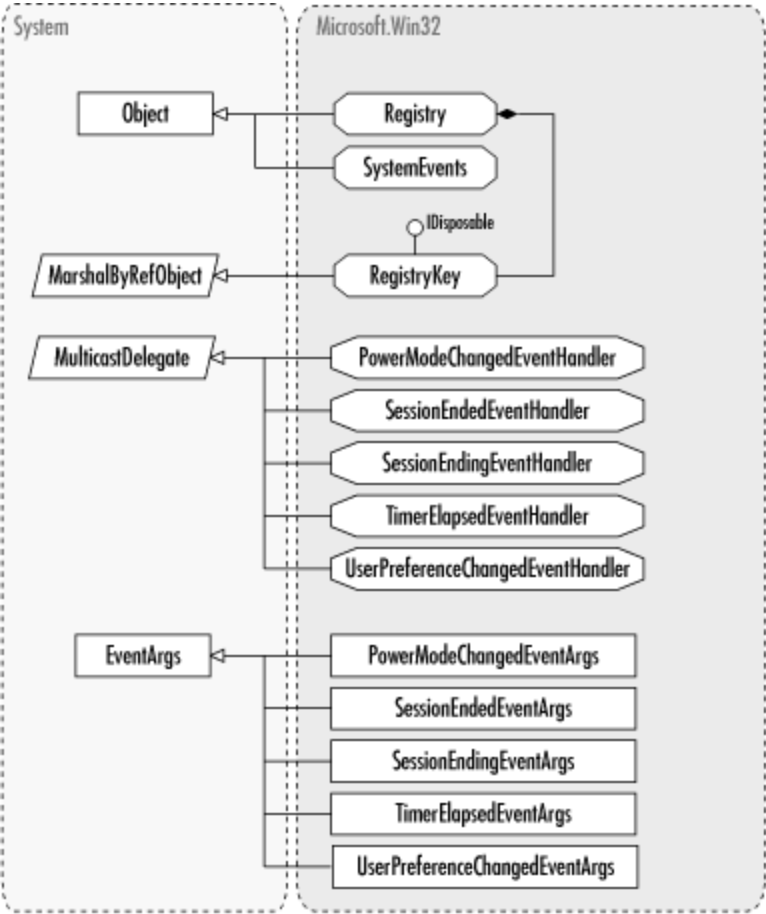 System
Microsoft.Win32
Object
Registry
SystemEvents
IDisposable
MarshalByRefObject
RegistryKey
MulticastDelegate
PowerModeChangedEventHandler
SessionEndedEventHandler
SessionEndingEventHandler
TimerElapsedEventHandler
UserPreferenceChangedEventHandler
EventArgs
PowerModeChangedEventArgs
SessionEndedEventArgs
SessionEndingEventArgs
TimerElapsedEventArgs
UserPreferenceChangedEventArgs